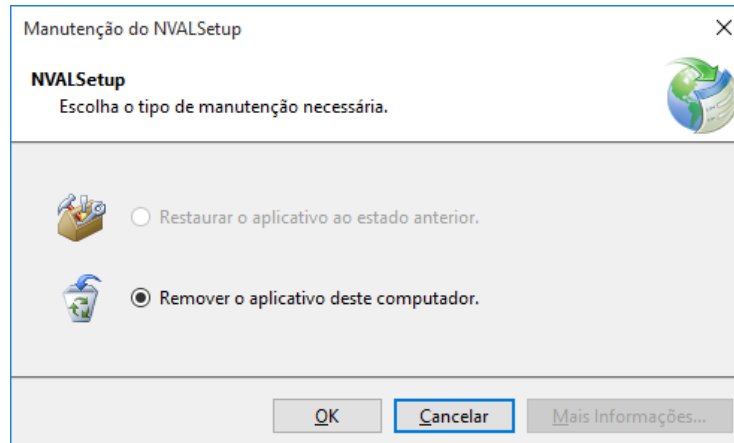 Manutenção do NVALSetup
NVALSetup
Escolha o tipo de manutenção necessária.
Restaurar o aplicativo ao estado anterior.
Remover o aplicativo deste computador.
OK
Cancelar
Mais Informações...